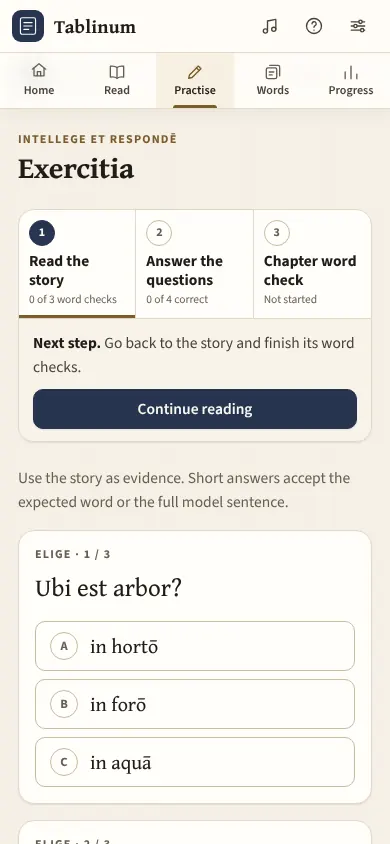 Tablinum
Home
Read
Practise
Words
Progress
INTELLEGE ET RESPONDĒ
Exercitia
1
Read the
story
0 of 3 word checks
2
Answer the
questions
0 of 4 correct
3
Chapter word
check
Not started
Next step. Go back to the story and finish its word
checks.
Continue reading
Use the story as evidence. Short answers accept the
expected word or the full model sentence.
ELIGE · 1 / 3
Ubi est arbor?
A in hortō
B in forō
C in aquā
ELIGE · 2 / 3